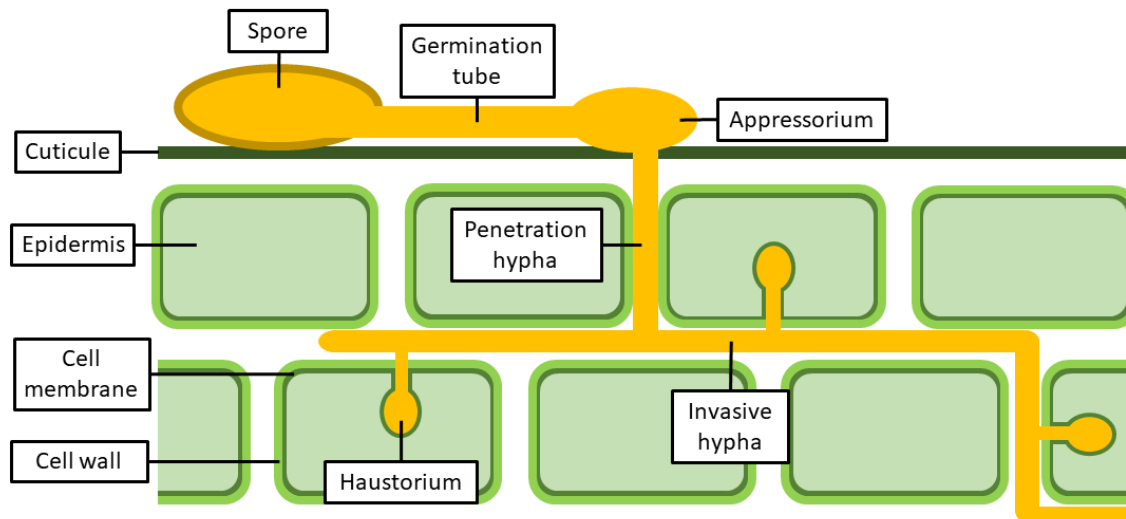 Spore
Germination
tube
Appressorium
Cuticule
Epidermis
Penetration
hypha
Cell
membrane
Invasive
hypha
Cell wall
Haustorium